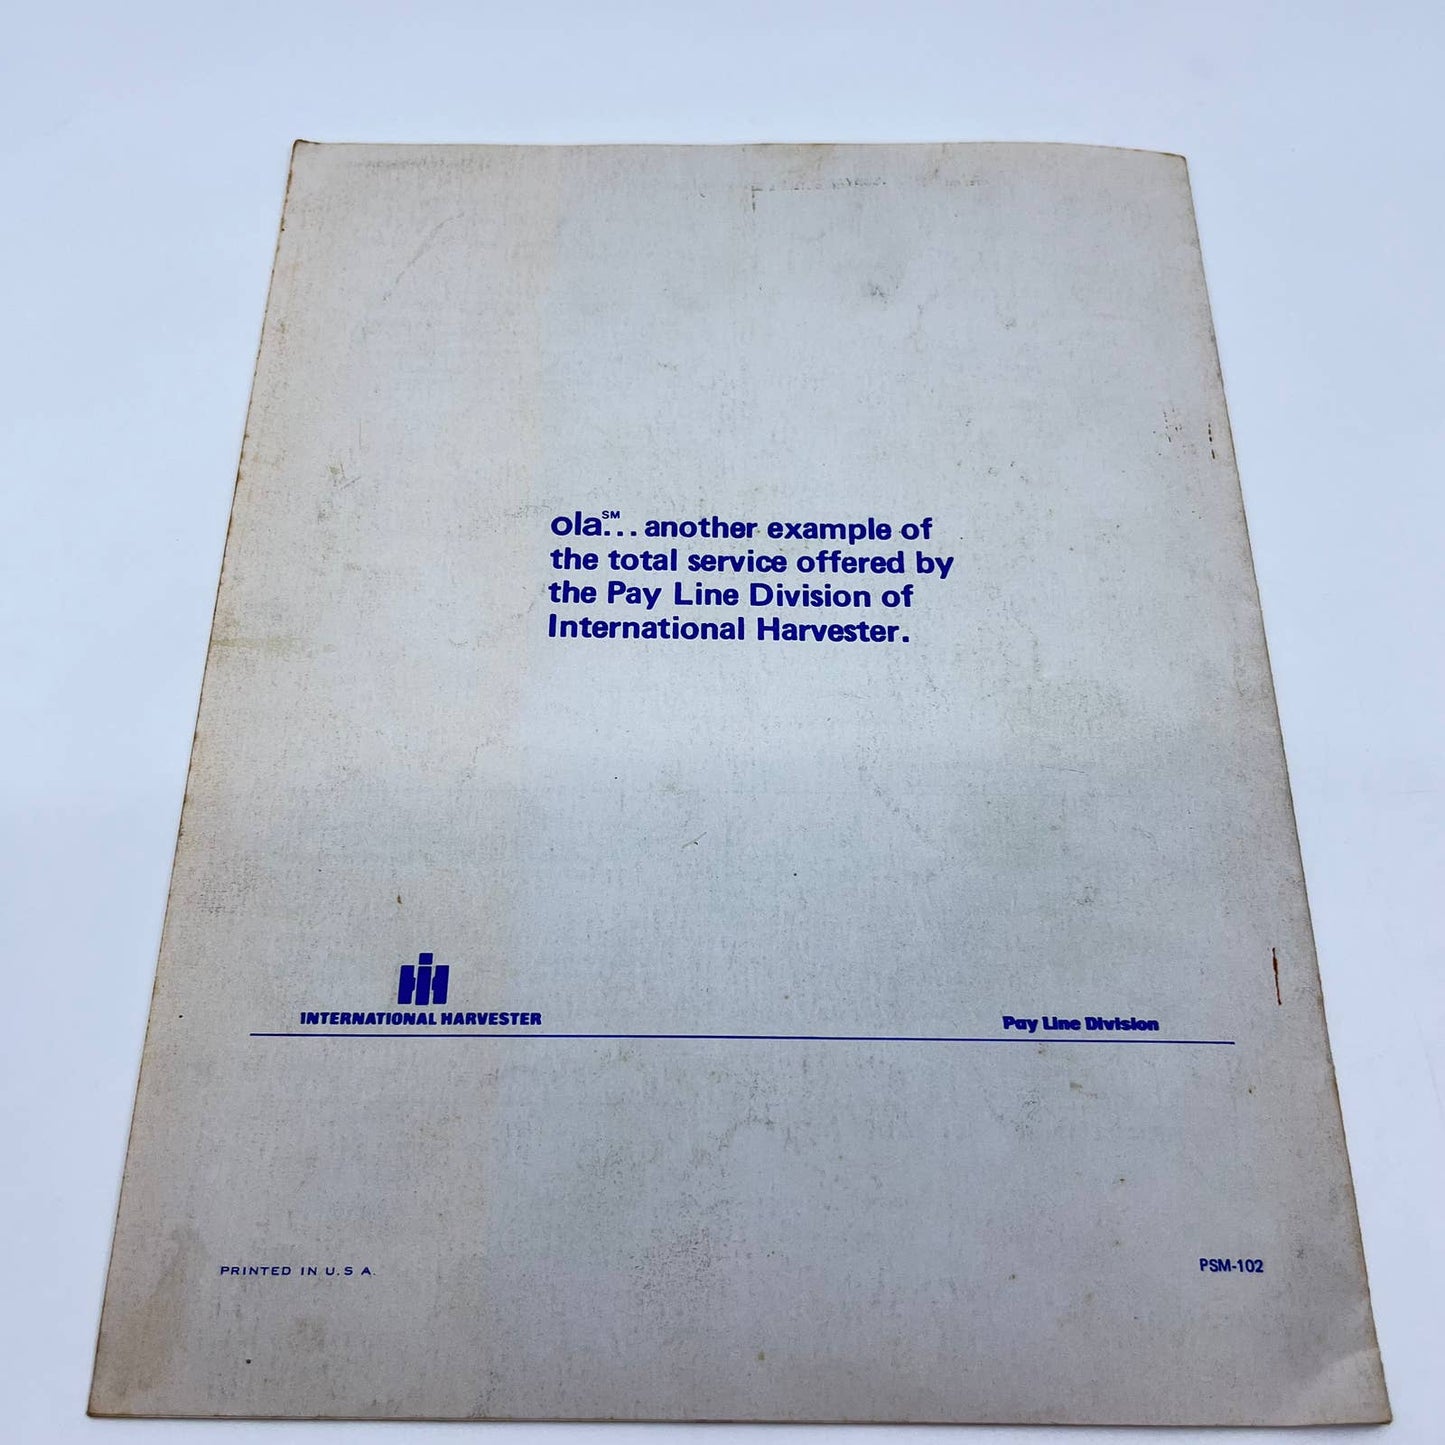 ola℠... another example of
the total service offered by
the Pay Line Division of
International Harvester.
INTERNATIONAL HARVESTER
Pay Line Division
PRINTED IN U.S A.
PSM-102